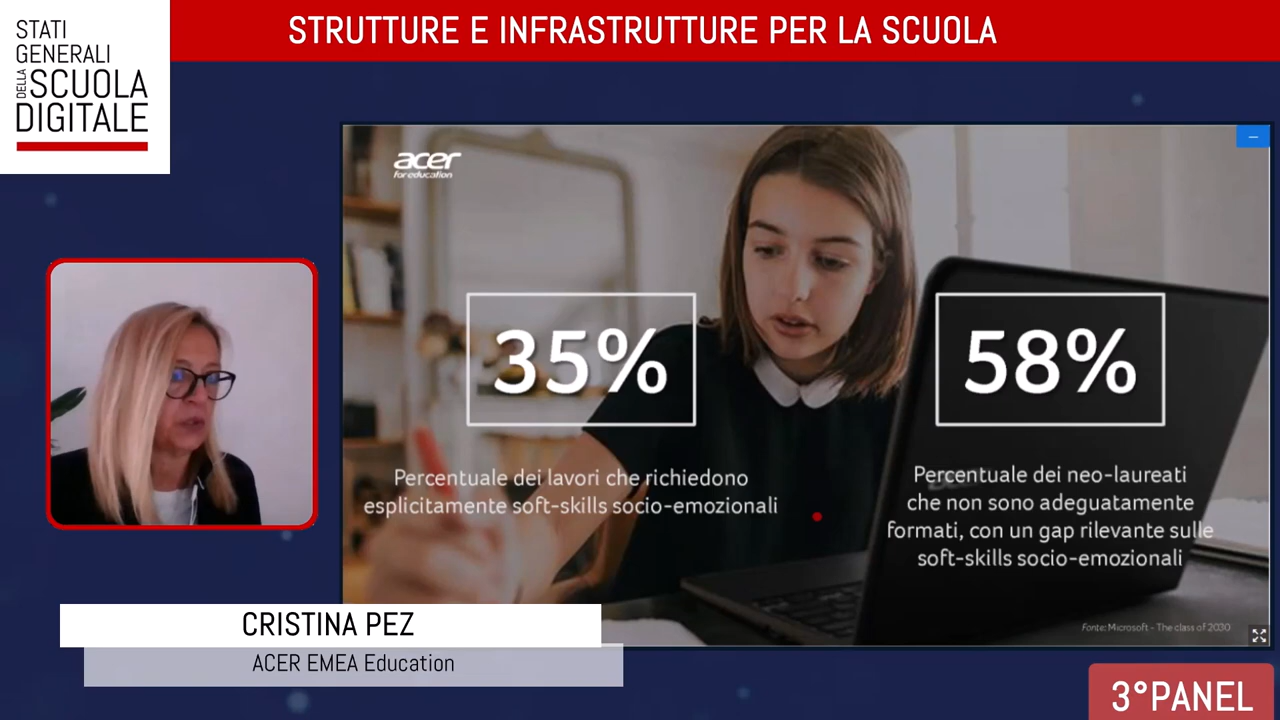 STATI
GENERALI
DELLA
SCUOLA
DIGITALE
STRUTTURE E INFRASTRUTTURE PER LA SCUOLA
acer
for education
35%
Percentuale dei lavori che richiedono
esplicitamente soft-skills socio-emozionali
58%
Percentuale dei neo-laureati
che non sono adeguatamente
formati, con un gap rilevante sulle
soft-skills socio-emozionali
Fonte: Microsoft - The class of 2030
CRISTINA PEZ
ACER EMEA Education
3°PANEL